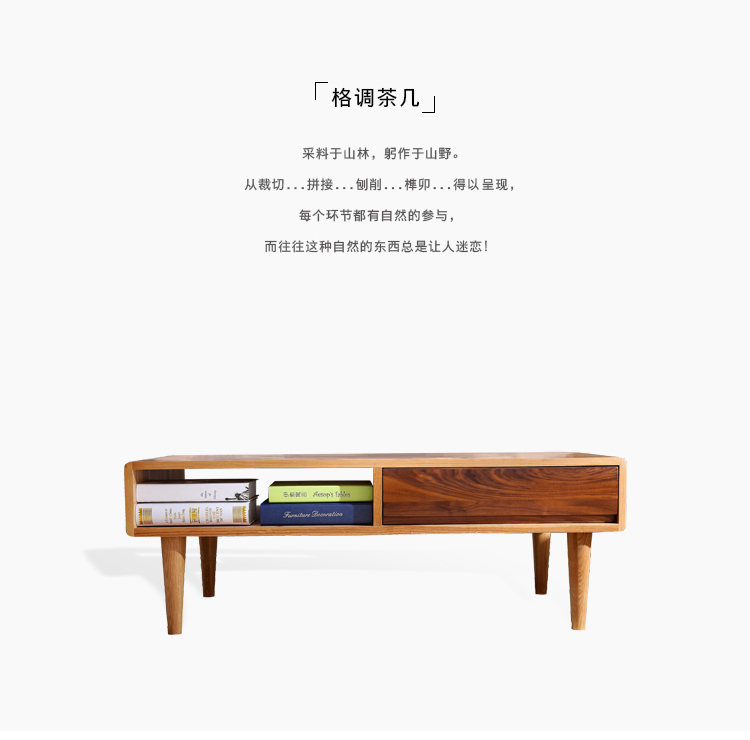 格调茶几
采料于山林，躬作于山野。
从裁切...拼接...刨削...榫卯...得以呈现，
每个环节都有自然的参与，
而往往这种自然的东西总是让人迷恋！
Aesop's fables
Furniture Decoration